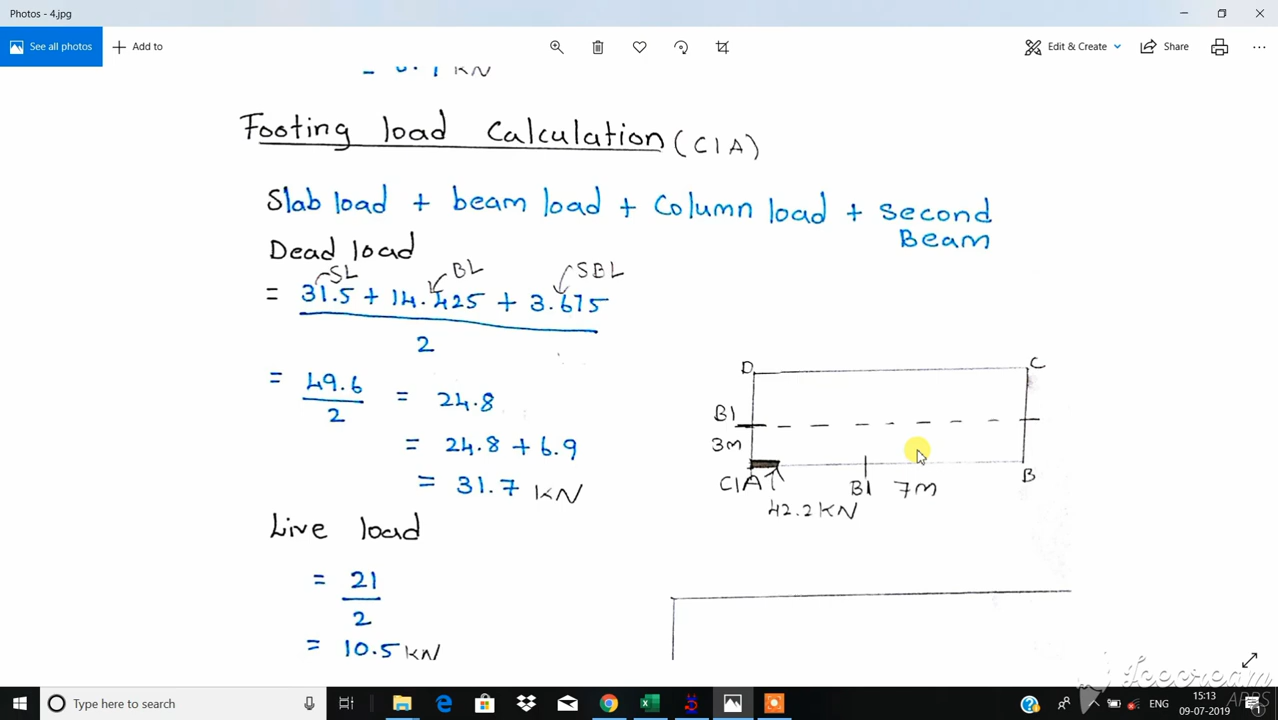 Photos - 4.jpg
See all photos
Add to
Edit & Create
Share
KN
Footing load Calculation (C1A)
Slab load + beam load + Column load + second
Beam
Dead load
SL BL SBL
= 31.5 + 14.425 + 3.675
2
= 49.6 = 24.8
2
= 24.8 + 6.9
= 31.7 KN
Live load
= 21
2
= 10.5 KN
D C
B1
3m
C1A B1 7m B
42.2 KN
Icecream
APPS
Type here to search
15:13
09-07-2019